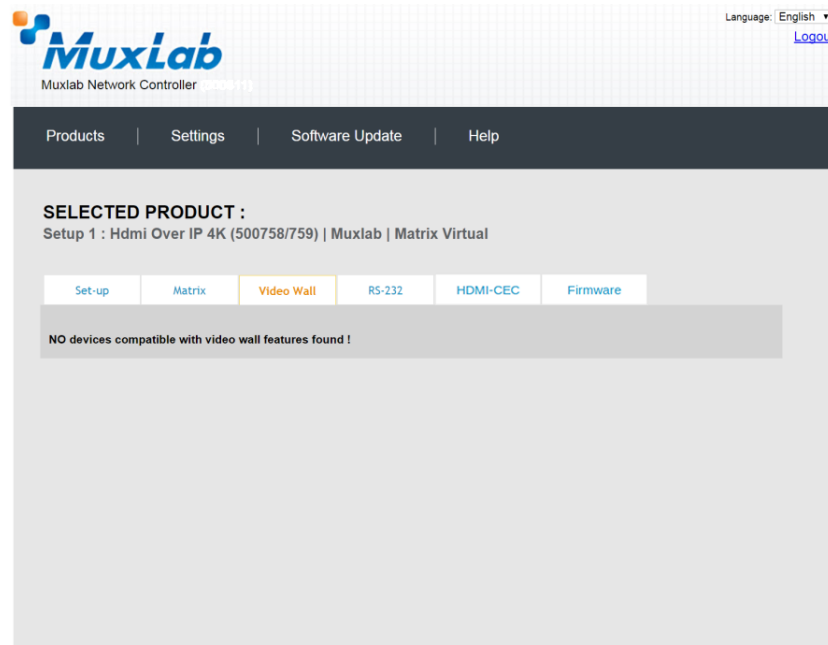 Language: English
Logou
MuxLab
Muxlab Network Controller
Products | Settings | Software Update | Help
SELECTED PRODUCT :
Setup 1 : Hdmi Over IP 4K (500758/759) | Muxlab | Matrix Virtual
Set-up Matrix Video Wall RS-232 HDMI-CEC Firmware
NO devices compatible with video wall features found !